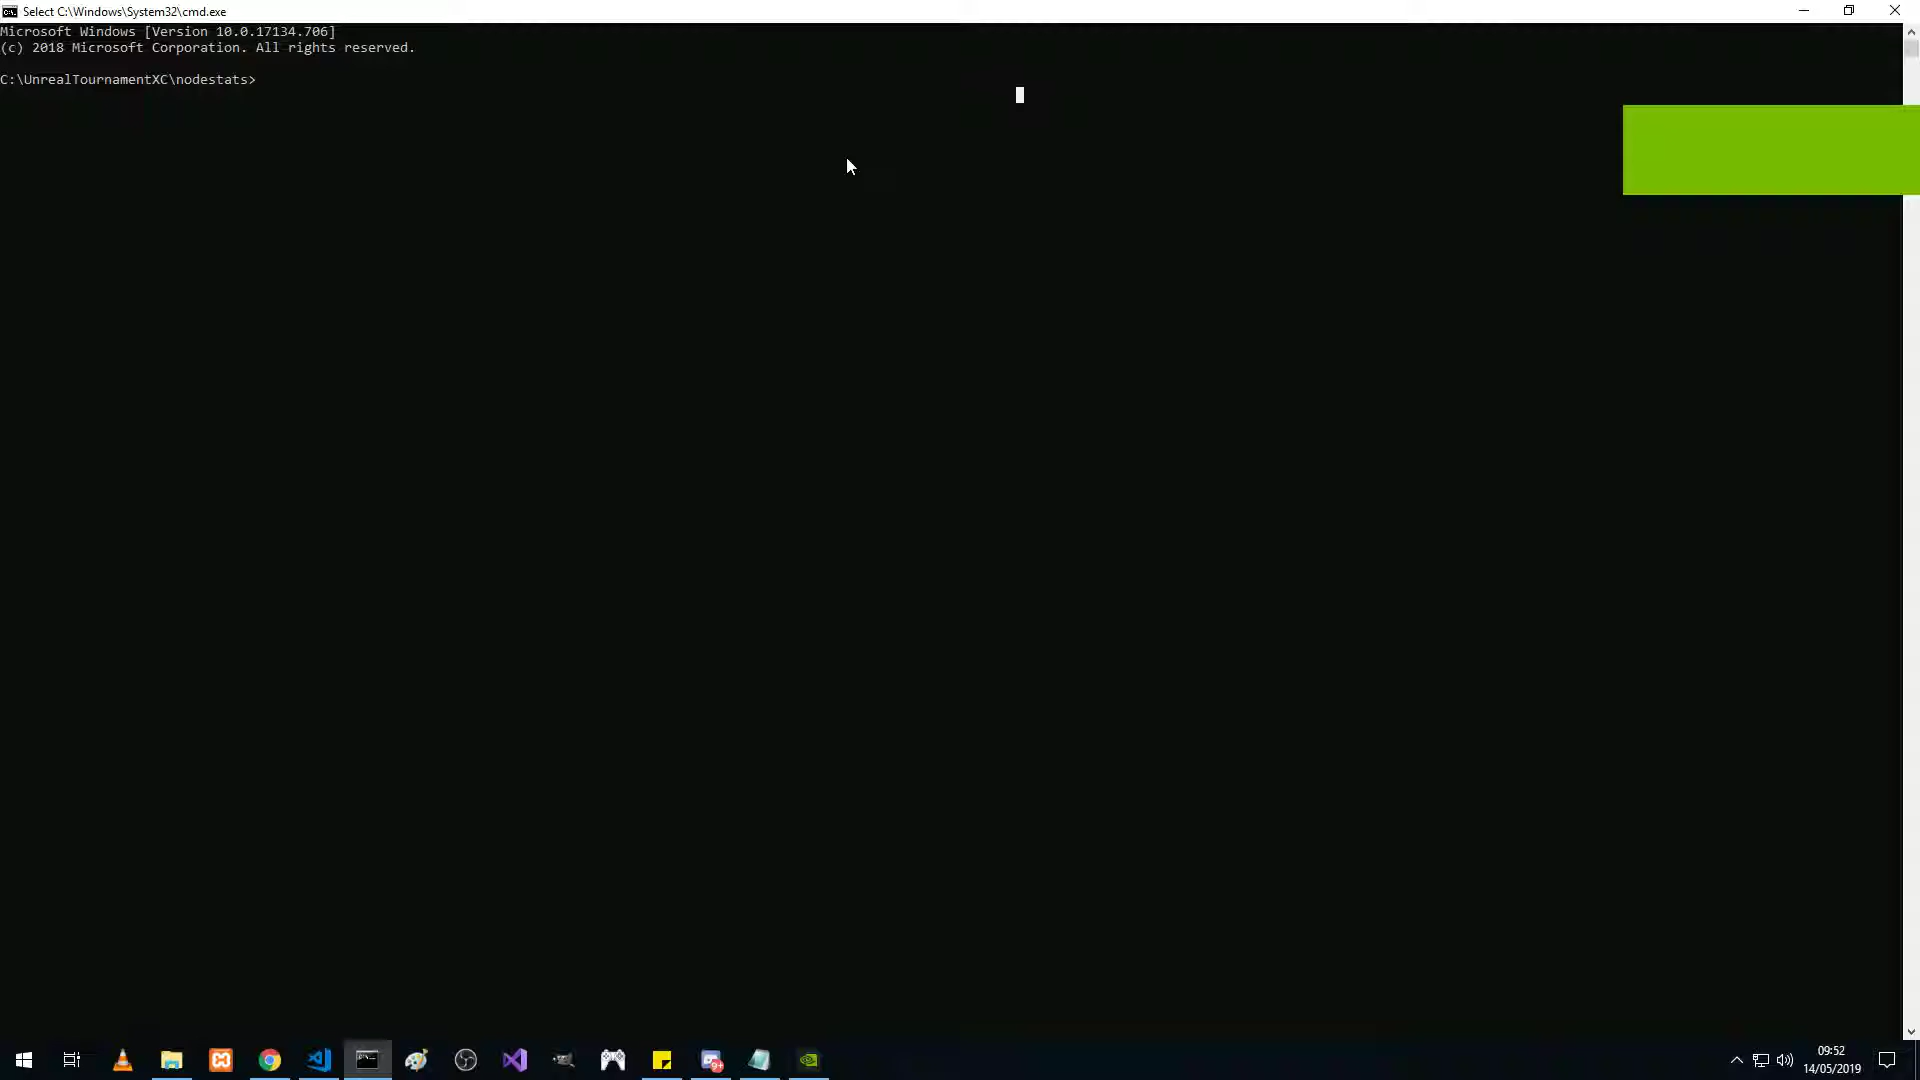 Select C:\Windows\System32\cmd.exe
Microsoft Windows [Version 10.0.17134.706]
(c) 2018 Microsoft Corporation. All rights reserved.
C:\UnrealTournamentXC\nodestats>
9+
09:52
14/05/2019